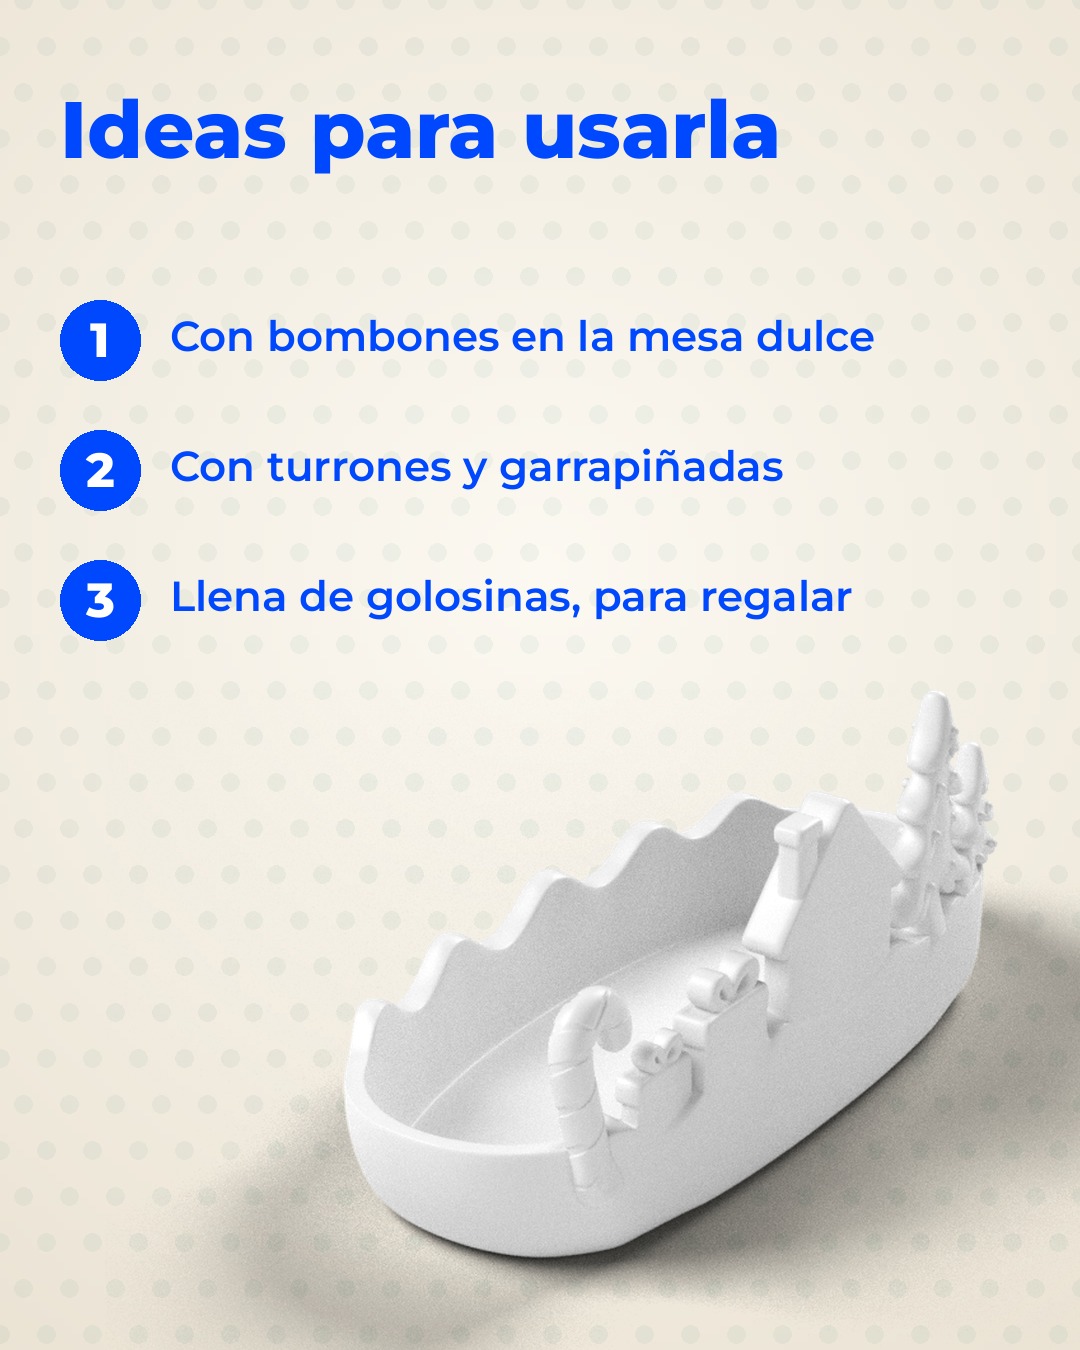 Ideas para usarla
1 Con bombones en la mesa dulce
2 Con turrones y garrapiñadas
3 Llena de golosinas, para regalar